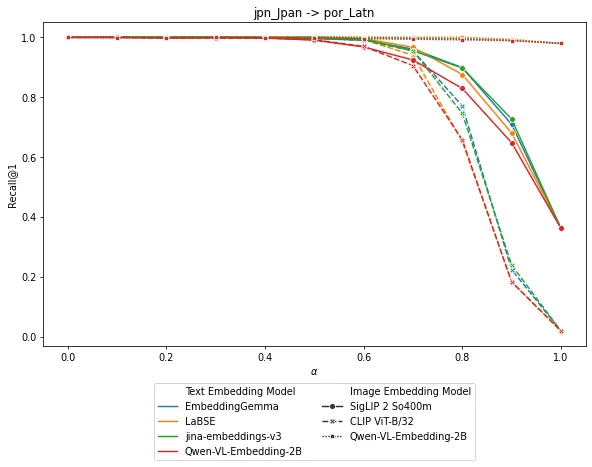 jpn_Jpan -> por_Latn
Recall@1
1.0
0.8
0.6
0.4
0.2
0.0
0.0 0.2 0.4 0.6 0.8 1.0
α
Text Embedding Model
EmbeddingGemma
LaBSE
jina-embeddings-v3
Qwen-VL-Embedding-2B
Image Embedding Model
SigLIP 2 So400m
CLIP ViT-B/32
Qwen-VL-Embedding-2B